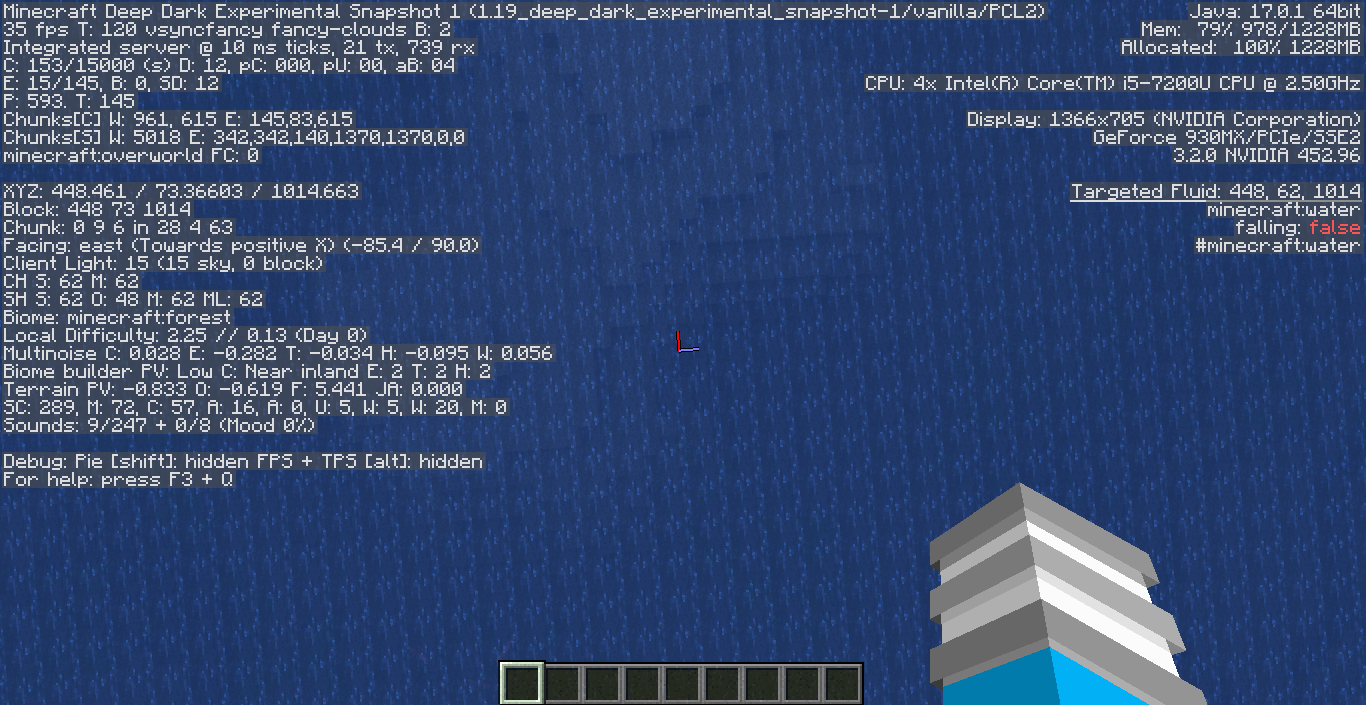 Minecraft Deep Dark Experimental Snapshot 1 (1.19_deep_dark_experimental_snapshot-1/vanilla/PCL2)
35 fps T: 120 vsyncfancy fancy-clouds B: 2
Integrated server @ 10 ms ticks, 21 tx, 739 rx
C: 153/15000 (s) D: 12, pC: 000, pU: 00, aB: 04
E: 15/145, B: 0, SD: 12
P: 593. T: 145
Chunks[C] W: 961, 615 E: 145,83,615
Chunks[S] W: 5018 E: 342,342,140,1370,1370,0,0
minecraft:overworld FC: 0
XYZ: 448.461 / 73.36603 / 1014.663
Block: 448 73 1014
Chunk: 0 9 6 in 28 4 63
Facing: east (Towards positive X) (-85.4 / 90.0)
Client Light: 15 (15 sky, 0 block)
CH S: 62 M: 62
SH S: 62 O: 48 M: 62 ML: 62
Biome: minecraft:forest
Local Difficulty: 2.25 // 0.13 (Day 0)
Multinoise C: 0.028 E: -0.282 T: -0.034 H: -0.095 W: 0.056
Biome builder PV: Low C: Near inland E: 2 T: 2 H: 2
Terrain PV: -0.833 O: -0.619 F: 5.441 JA: 0.000
SC: 289, M: 72, C: 57, A: 16, A: 0, U: 5, W: 5, W: 20, M: 0
Sounds: 9/247 + 0/8 (Mood 0%)
Debug: Pie [shift]: hidden FPS + TPS [alt]: hidden
For help: press F3 + Q
Java: 17.0.1 64bit
Mem: 79% 978/1228MB
Allocated: 100% 1228MB
CPU: 4x Intel(R) Core(TM) i5-7200U CPU @ 2.50GHz
Display: 1366x705 (NVIDIA Corporation)
GeForce 930MX/PCIe/SSE2
3.2.0 NVIDIA 452.96
Targeted Fluid: 448, 62, 1014
minecraft:water
falling: false
#minecraft:water